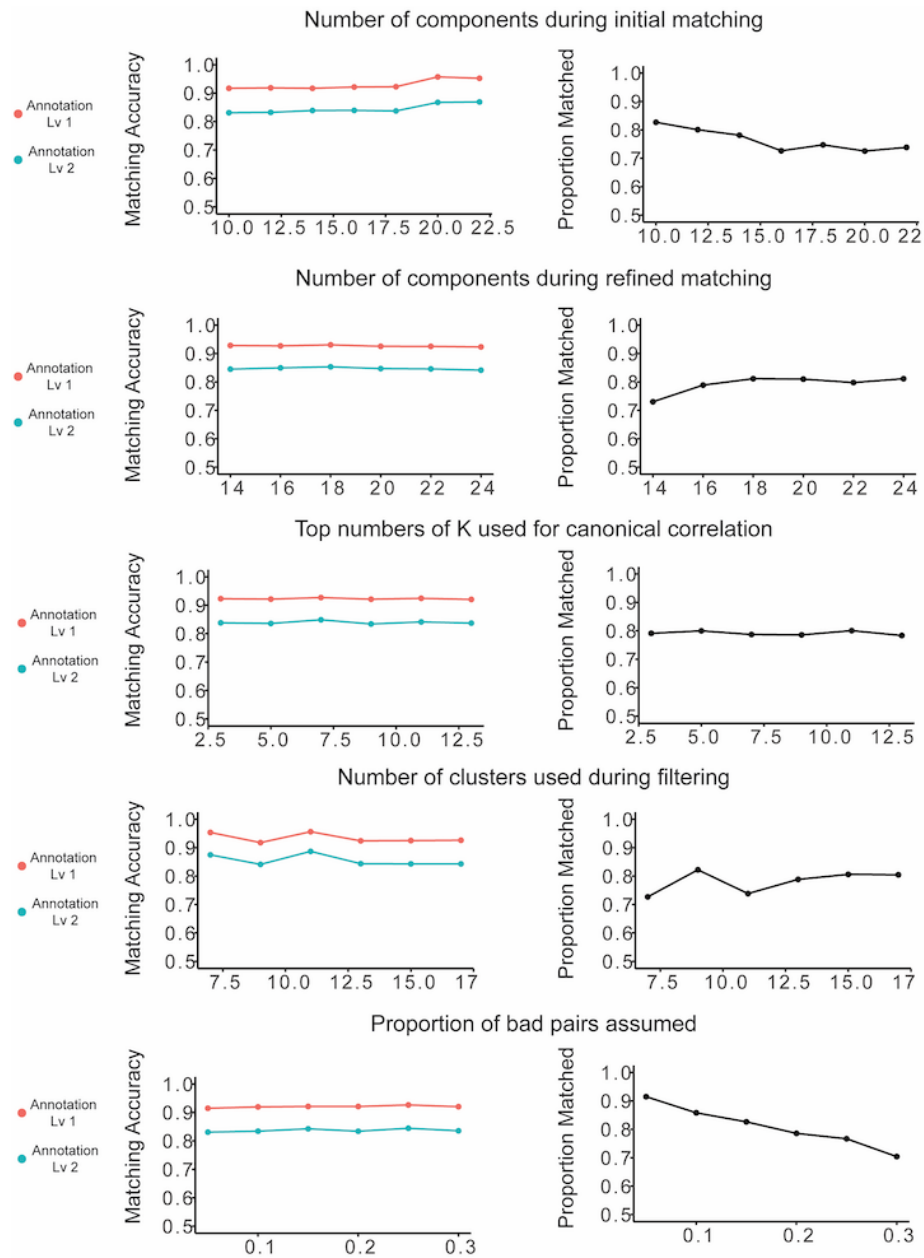 Number of components during initial matching
Annotation
Lv 1
Annotation
Lv 2
Matching Accuracy
1.0
0.9
0.8
0.7
0.6
0.5
10.0 12.5 15.0 17.5 20.0 22.5
Proportion Matched
1.0
0.9
0.8
0.7
0.6
0.5
10.0 12.5 15.0 17.5 20.0 22
Number of components during refined matching
Annotation
Lv 1
Annotation
Lv 2
Matching Accuracy
1.0
0.9
0.8
0.7
0.6
0.5
14 16 18 20 22 24
Proportion Matched
1.0
0.9
0.8
0.7
0.6
0.5
14 16 18 20 22 24
Top numbers of K used for canonical correlation
Annotation
Lv 1
Annotation
Lv 2
Matching Accuracy
1.0
0.9
0.8
0.7
0.6
0.5
2.5 5.0 7.5 10.0 12.5
Proportion Matched
1.0
0.9
0.8
0.7
0.6
0.5
2.5 5.0 7.5 10.0 12.5
Number of clusters used during filtering
Annotation
Lv 1
Annotation
Lv 2
Matching Accuracy
1.0
0.9
0.8
0.7
0.6
0.5
7.5 10.0 12.5 15.0 17
Proportion Matched
1.0
0.9
0.8
0.7
0.6
0.5
7.5 10.0 12.5 15.0 17
Proportion of bad pairs assumed
Annotation
Lv 1
Annotation
Lv 2
Matching Accuracy
1.0
0.9
0.8
0.7
0.6
0.5
0.1 0.2 0.3
Proportion Matched
1.0
0.9
0.8
0.7
0.6
0.5
0.1 0.2 0.3